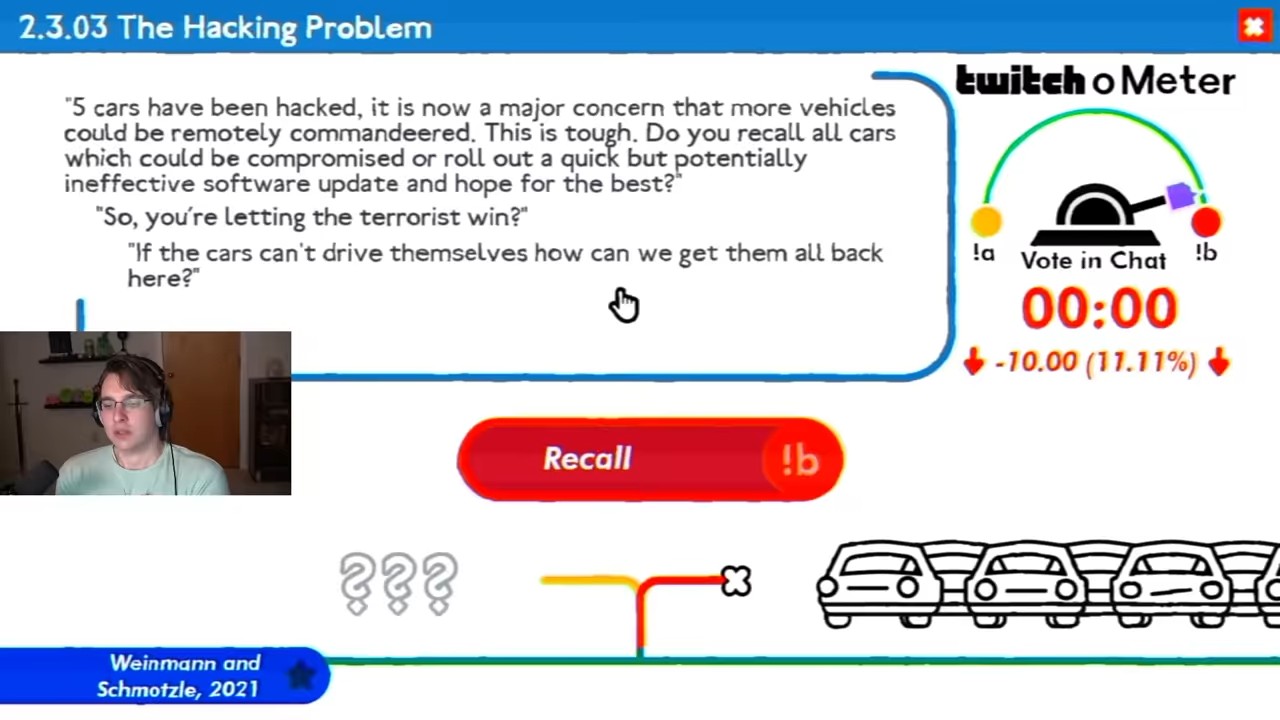 2.3.03 The Hacking Problem
"5 cars have been hacked, it is now a major concern that more vehicles
could be remotely commandeered. This is tough. Do you recall all cars
which could be compromised or roll out a quick but potentially
ineffective software update and hope for the best?"
"So, you're letting the terrorist win?"
"If the cars can't drive themselves how can we get them all back
here?"
twitch o Meter
!a Vote in Chat !b
00:00
-10.00 (11.11%)
Recall !b
???
Weinmann and
Schmotzle, 2021